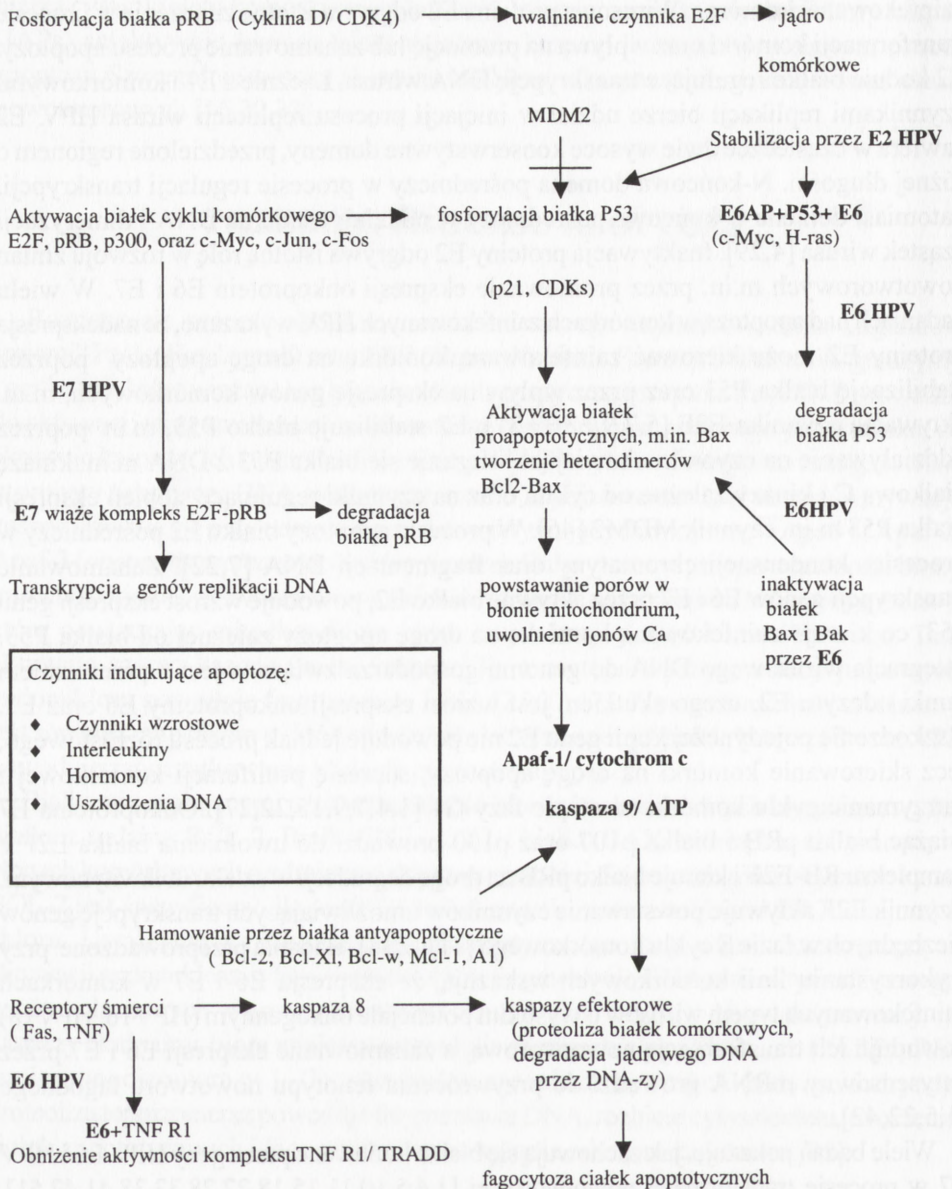 Fosforylacja białka pRB (Cyklina D/ CDK4) uwalnianie czynnika E2F jądro
komórkowe
MDM2
Stabilizacja przez E2 HPV
Aktywacja białek cyklu komórkowego fosforylacja białka P53 E6AP-+P53+ E6
E2F, pRB, p300, oraz c-Myc, c-Jun, c-Fos (c-Myc, H-ras)
(p21, CDKs)
E6 HPV
E7 HPV
Aktywacja białek degradacja
proapoptotycznych, m.in. Bax białka P53
tworzenie heterodimerów
Bcl2-Bax
E7 wiąże kompleks E2F-pRB degradacja E6HPV
białka pRB
Transkrypcja genów replikacji DNA powstawanie porów w inaktywacja
błonie mitochodrium, białek
uwolnienie jonów Ca Bax i Bak
przez E6
Czynniki indukujące apoptozę:
♦ Czynniki wzrostowe
♦ Interleukiny
♦ Hormony
♦ Uszkodzenia DNA
Apaf-1/ cytochrom c
kaspaza 9/ ATP
Hamowanie przez białka antyapoptotyczne
( Bcl-2, Bcl-Xl, Bcl-w, Mcl-1, A1)
Receptory śmierci kaspaza 8 kaspazy efektorowe
( Fas, TNF) (proteoliza białek komórkowych,
degradacja jądrowego DNA
przez DNA-zy)
E6 HPV
E6+TNF R1
Obniżenie aktywności kompleksuTNF R1/ TRADD
fagocytoza ciałek apoptotycznych